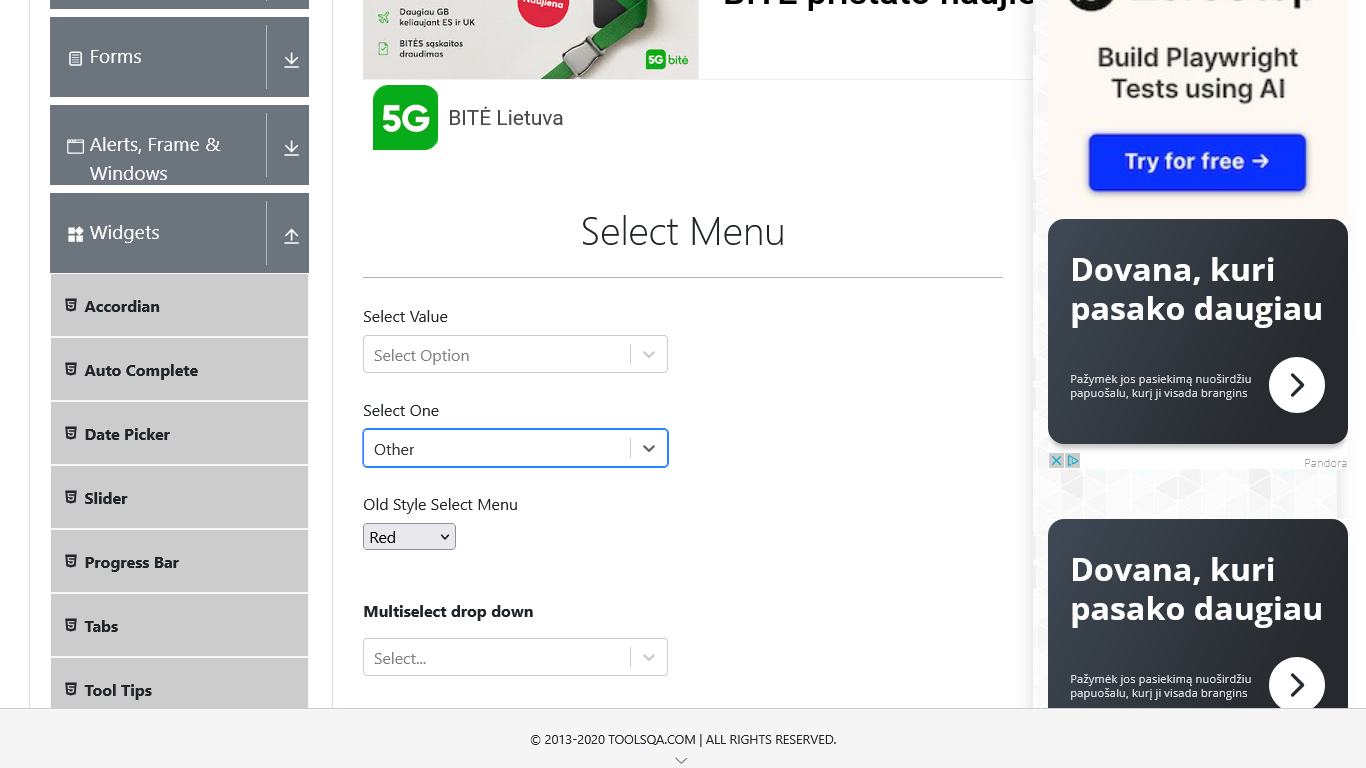 Forms
Alerts, Frame &
Windows
Widgets
Accordian
Auto Complete
Date Picker
Slider
Progress Bar
Tabs
Tool Tips
Daugiau GB
keliaujant ES ir UK
BITĖS sąskaitos
draudimas
Naujiena
5G bitė
5G
BITĖ Lietuva
Select Menu
Select Value
Select Option
Select One
Other
Old Style Select Menu
Red
Multiselect drop down
Select...
Build Playwright
Tests using AI
Try for free →
Dovana, kuri
pasako daugiau
Pažymėk jos pasiekimą nuoširdžiu
papuošalu, kurį ji visada brangins
Pandora
Dovana, kuri
pasako daugiau
Pažymėk jos pasiekimą nuoširdžiu
papuošalu, kurį ji visada brangins
© 2013-2020 TOOLSQA.COM | ALL RIGHTS RESERVED.